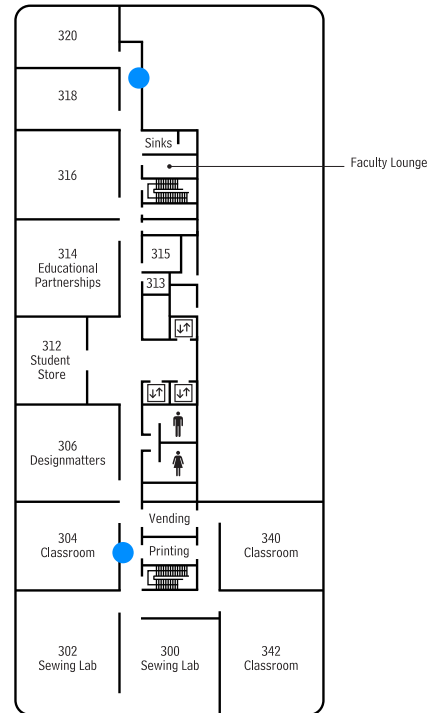 320
318
Sinks
Faculty Lounge
316
314
Educational
Partnerships
315
313
312
Student
Store
306
Designmatters
Vending
304
Classroom
Printing
340
Classroom
302
Sewing Lab
300
Sewing Lab
342
Classroom